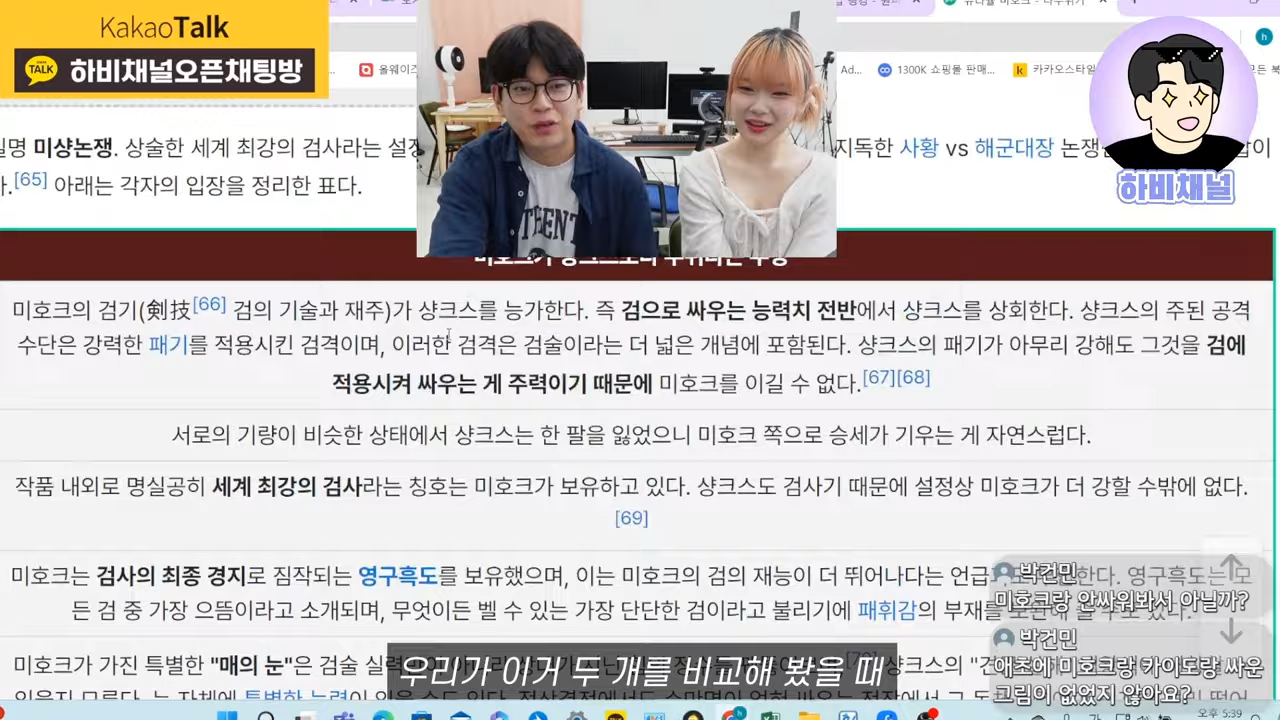 KakaoTalk
TALK 하비채널오픈채팅방
올웨이즈
Ad...
1300K 쇼핑몰 판매...
카카오스타일
일명 미샹논쟁. 상술한 세계 최강의 검사라는 설정
지독한 사황 vs 해군대장
.[65] 아래는 각자의 입장을 정리한 표다.
하비채널
미호크의 검기(剣技[66] 검의 기술과 재주)가 샹크스를 능가한다. 즉 검으로 싸우는 능력치 전반에서 샹크스를 상회한다. 샹크스의 주된 공격
수단은 강력한 패기를 적용시킨 검격이며, 이러한 검격은 검술이라는 더 넓은 개념에 포함된다. 샹크스의 패기가 아무리 강해도 그것을 검에
적용시켜 싸우는 게 주력이기 때문에 미호크를 이길 수 없다.[67][68]
서로의 기량이 비슷한 상태에서 샹크스는 한 팔을 잃었으니 미호크 쪽으로 승세가 기우는 게 자연스럽다.
작품 내외로 명실공히 세계 최강의 검사라는 칭호는 미호크가 보유하고 있다. 샹크스도 검사기 때문에 설정상 미호크가 더 강할 수밖에 없다.
[69]
미호크는 검사의 최종 경지로 짐작되는 영구흑도를 보유했으며, 이는 미호크의 검의 재능이 더 뛰어나다는 언급 한다. 영구흑도는 모
든 검 중 가장 으뜸이라고 소개되며, 무엇이든 벨 수 있는 가장 단단한 검이라고 불리기에 패휘감의 부재를
미호크가 가진 특별한 "매의 눈"은 검술 실력 샹크스의
박건민
미호크랑 안싸워봐서 아닐까?
박건민
애초에 미호크랑 카이도랑 싸운
그림이 없었지 않아요?
우리가 이거 두 개를 비교해 봤을 때
오후 5:39